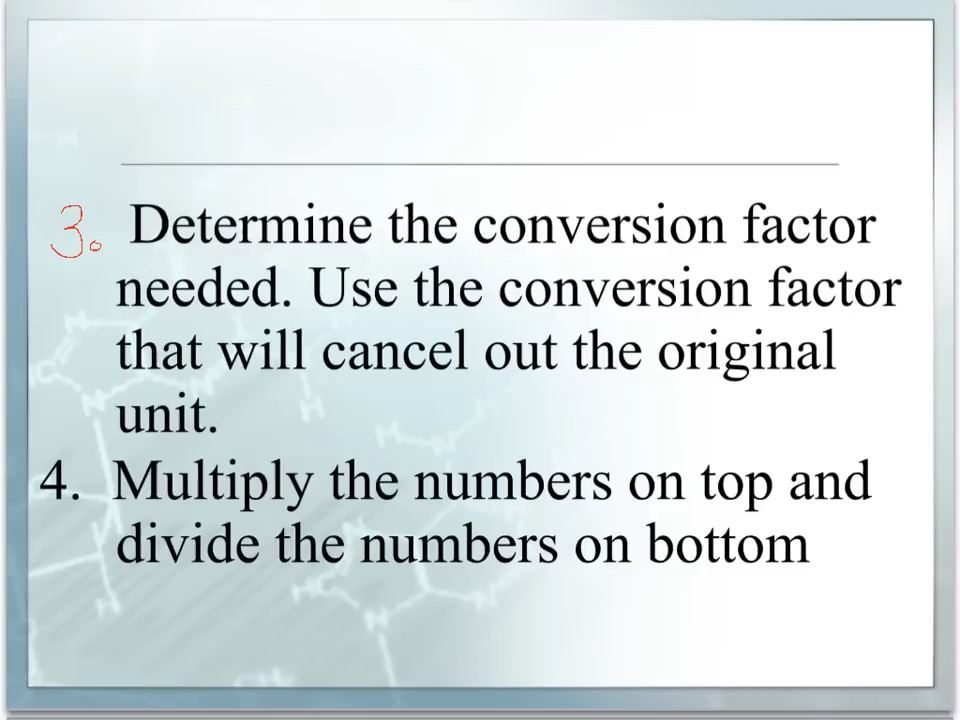 3. Determine the conversion factor
needed. Use the conversion factor
that will cancel out the original
unit.
4. Multiply the numbers on top and
divide the numbers on bottom